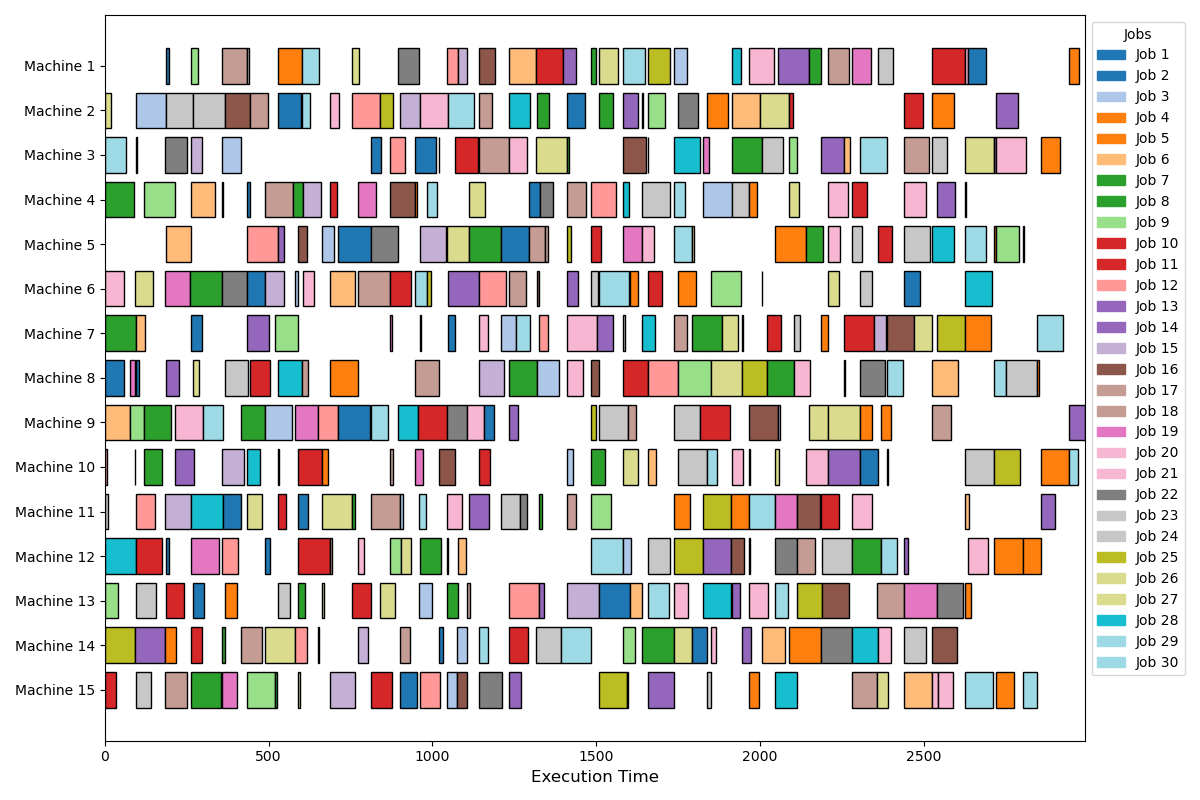 Machine 1
Machine 2
Machine 3
Machine 4
Machine 5
Machine 6
Machine 7
Machine 8
Machine 9
Machine 10
Machine 11
Machine 12
Machine 13
Machine 14
Machine 15
0 500 1000 1500 2000 2500
Execution Time
Jobs
Job 1
Job 2
Job 3
Job 4
Job 5
Job 6
Job 7
Job 8
Job 9
Job 10
Job 11
Job 12
Job 13
Job 14
Job 15
Job 16
Job 17
Job 18
Job 19
Job 20
Job 21
Job 22
Job 23
Job 24
Job 25
Job 26
Job 27
Job 28
Job 29
Job 30